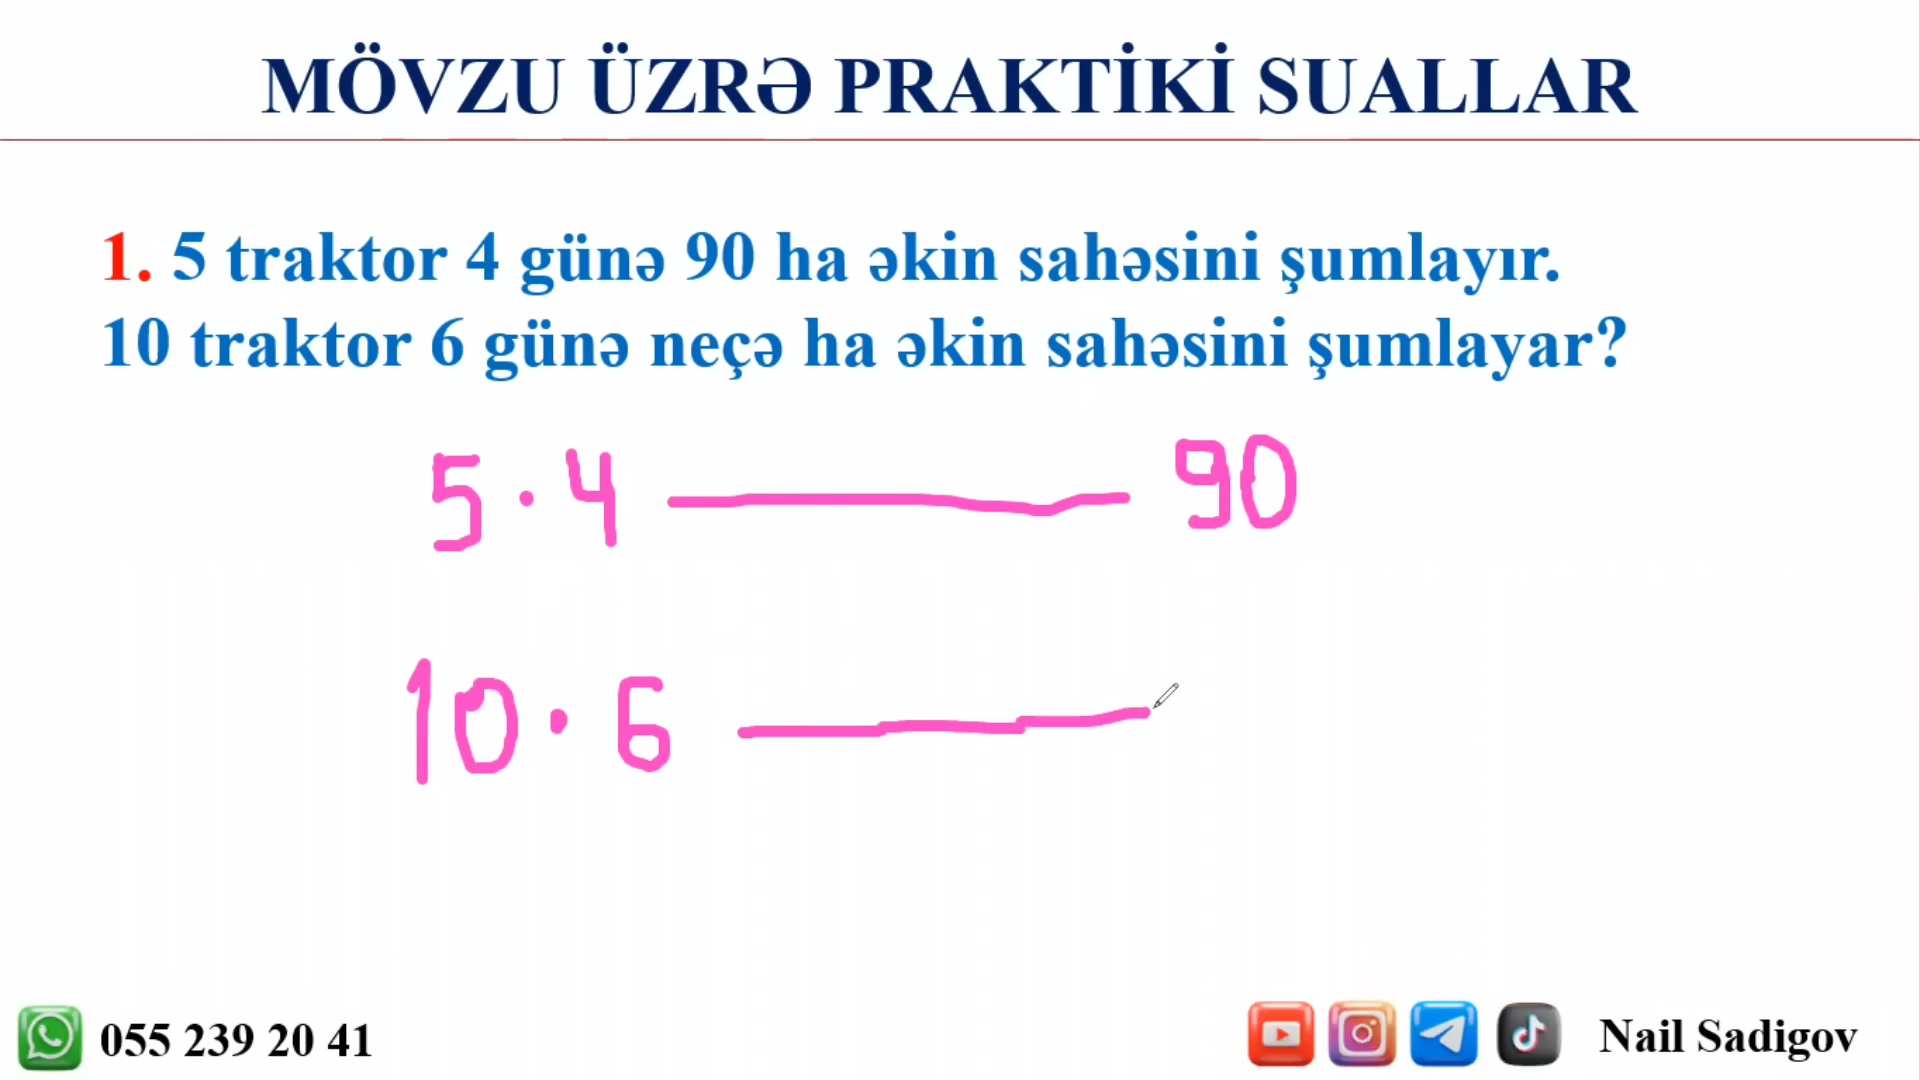 MÖVZU ÜZRƏ PRAKTİKİ SUALLAR
1. 5 traktor 4 günə 90 ha əkin sahəsini şumlayır.
10 traktor 6 günə neçə ha əkin sahəsini şumlayar?
5 · 4 — 90
10 · 6 —
055 239 20 41
Nail Sadigov